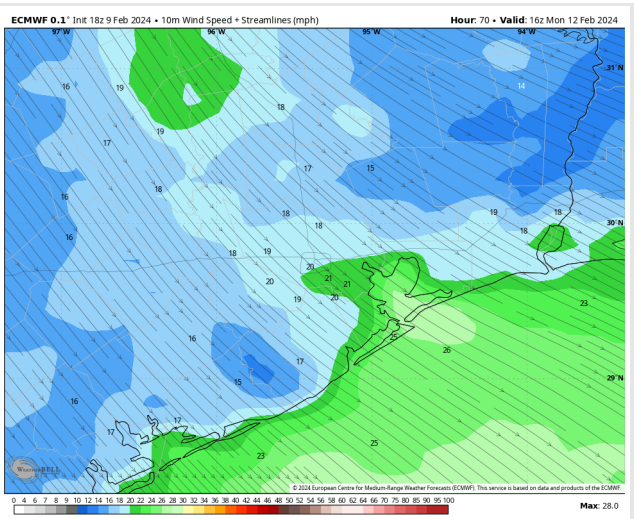 ECMWF 0.1° Init 18z 9 Feb 2024 • 10m Wind Speed + Streamlines (mph)
Hour: 70 • Valid: 16z Mon 12 Feb 2024
97°W 96°W 95°W 94°W
31°N
14
16 19
18
19
17
17 15
18
16
18 19 18
30°N
18 18
16
18 19
20
20 21 21
19 20
23
16 25
26
17
29°N
15
16
17
17
25
23
WeatherBELL
© 2024 European Centre for Medium-Range Weather Forecasts (ECMWF). This service is based on data and products of the ECMWF.
0 4 6 7 8 9 10 12 14 16 18 20 22 24 26 28 30 32 34 36 38 40 42 44 46 48 50 52 54 56 58 60 62 64 66 68 70 75 80 85 90 95 100
Max: 28.0